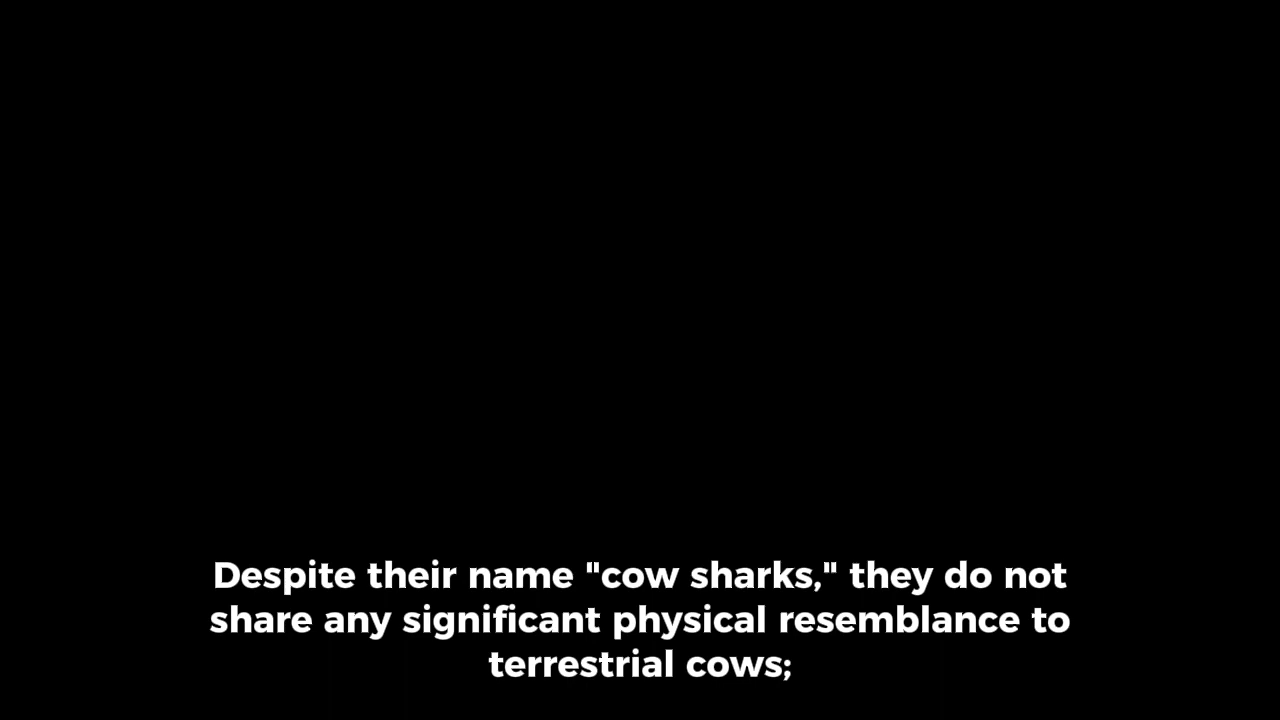 Despite their name "cow sharks," they do not
share any significant physical resemblance to
terrestrial cows;